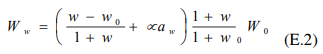 W_w = ( (w − w_0)/(1 + w) + ∝a_w ) (1 + w)/(1 + w_0) W_0 (E.2)